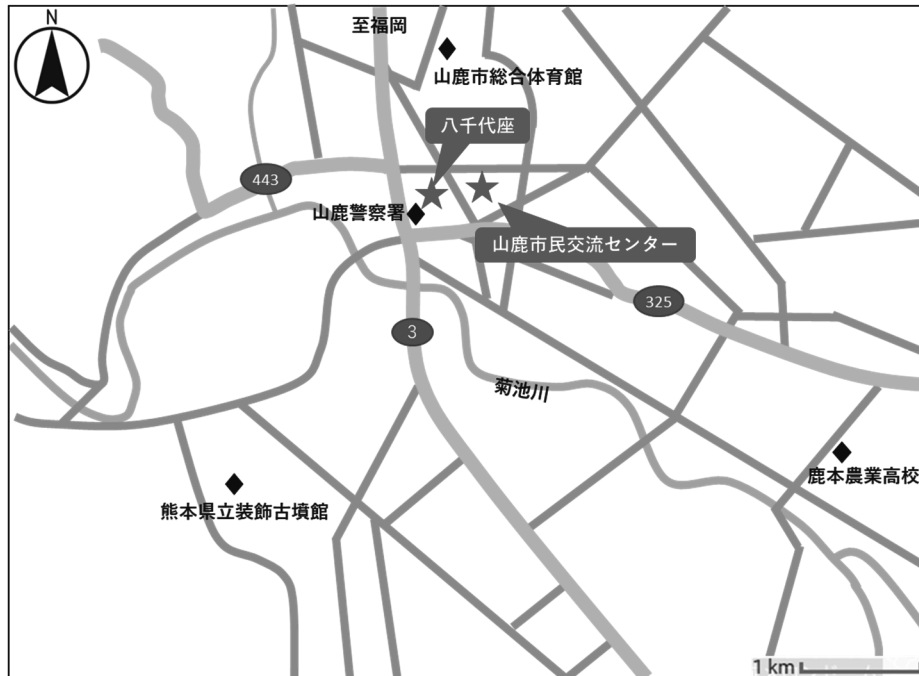 N
至福岡
山鹿市総合体育館
八千代座
443
山鹿警察署
山鹿市民交流センター
325
3
菊池川
鹿本農業高校
熊本県立装飾古墳館
1 km